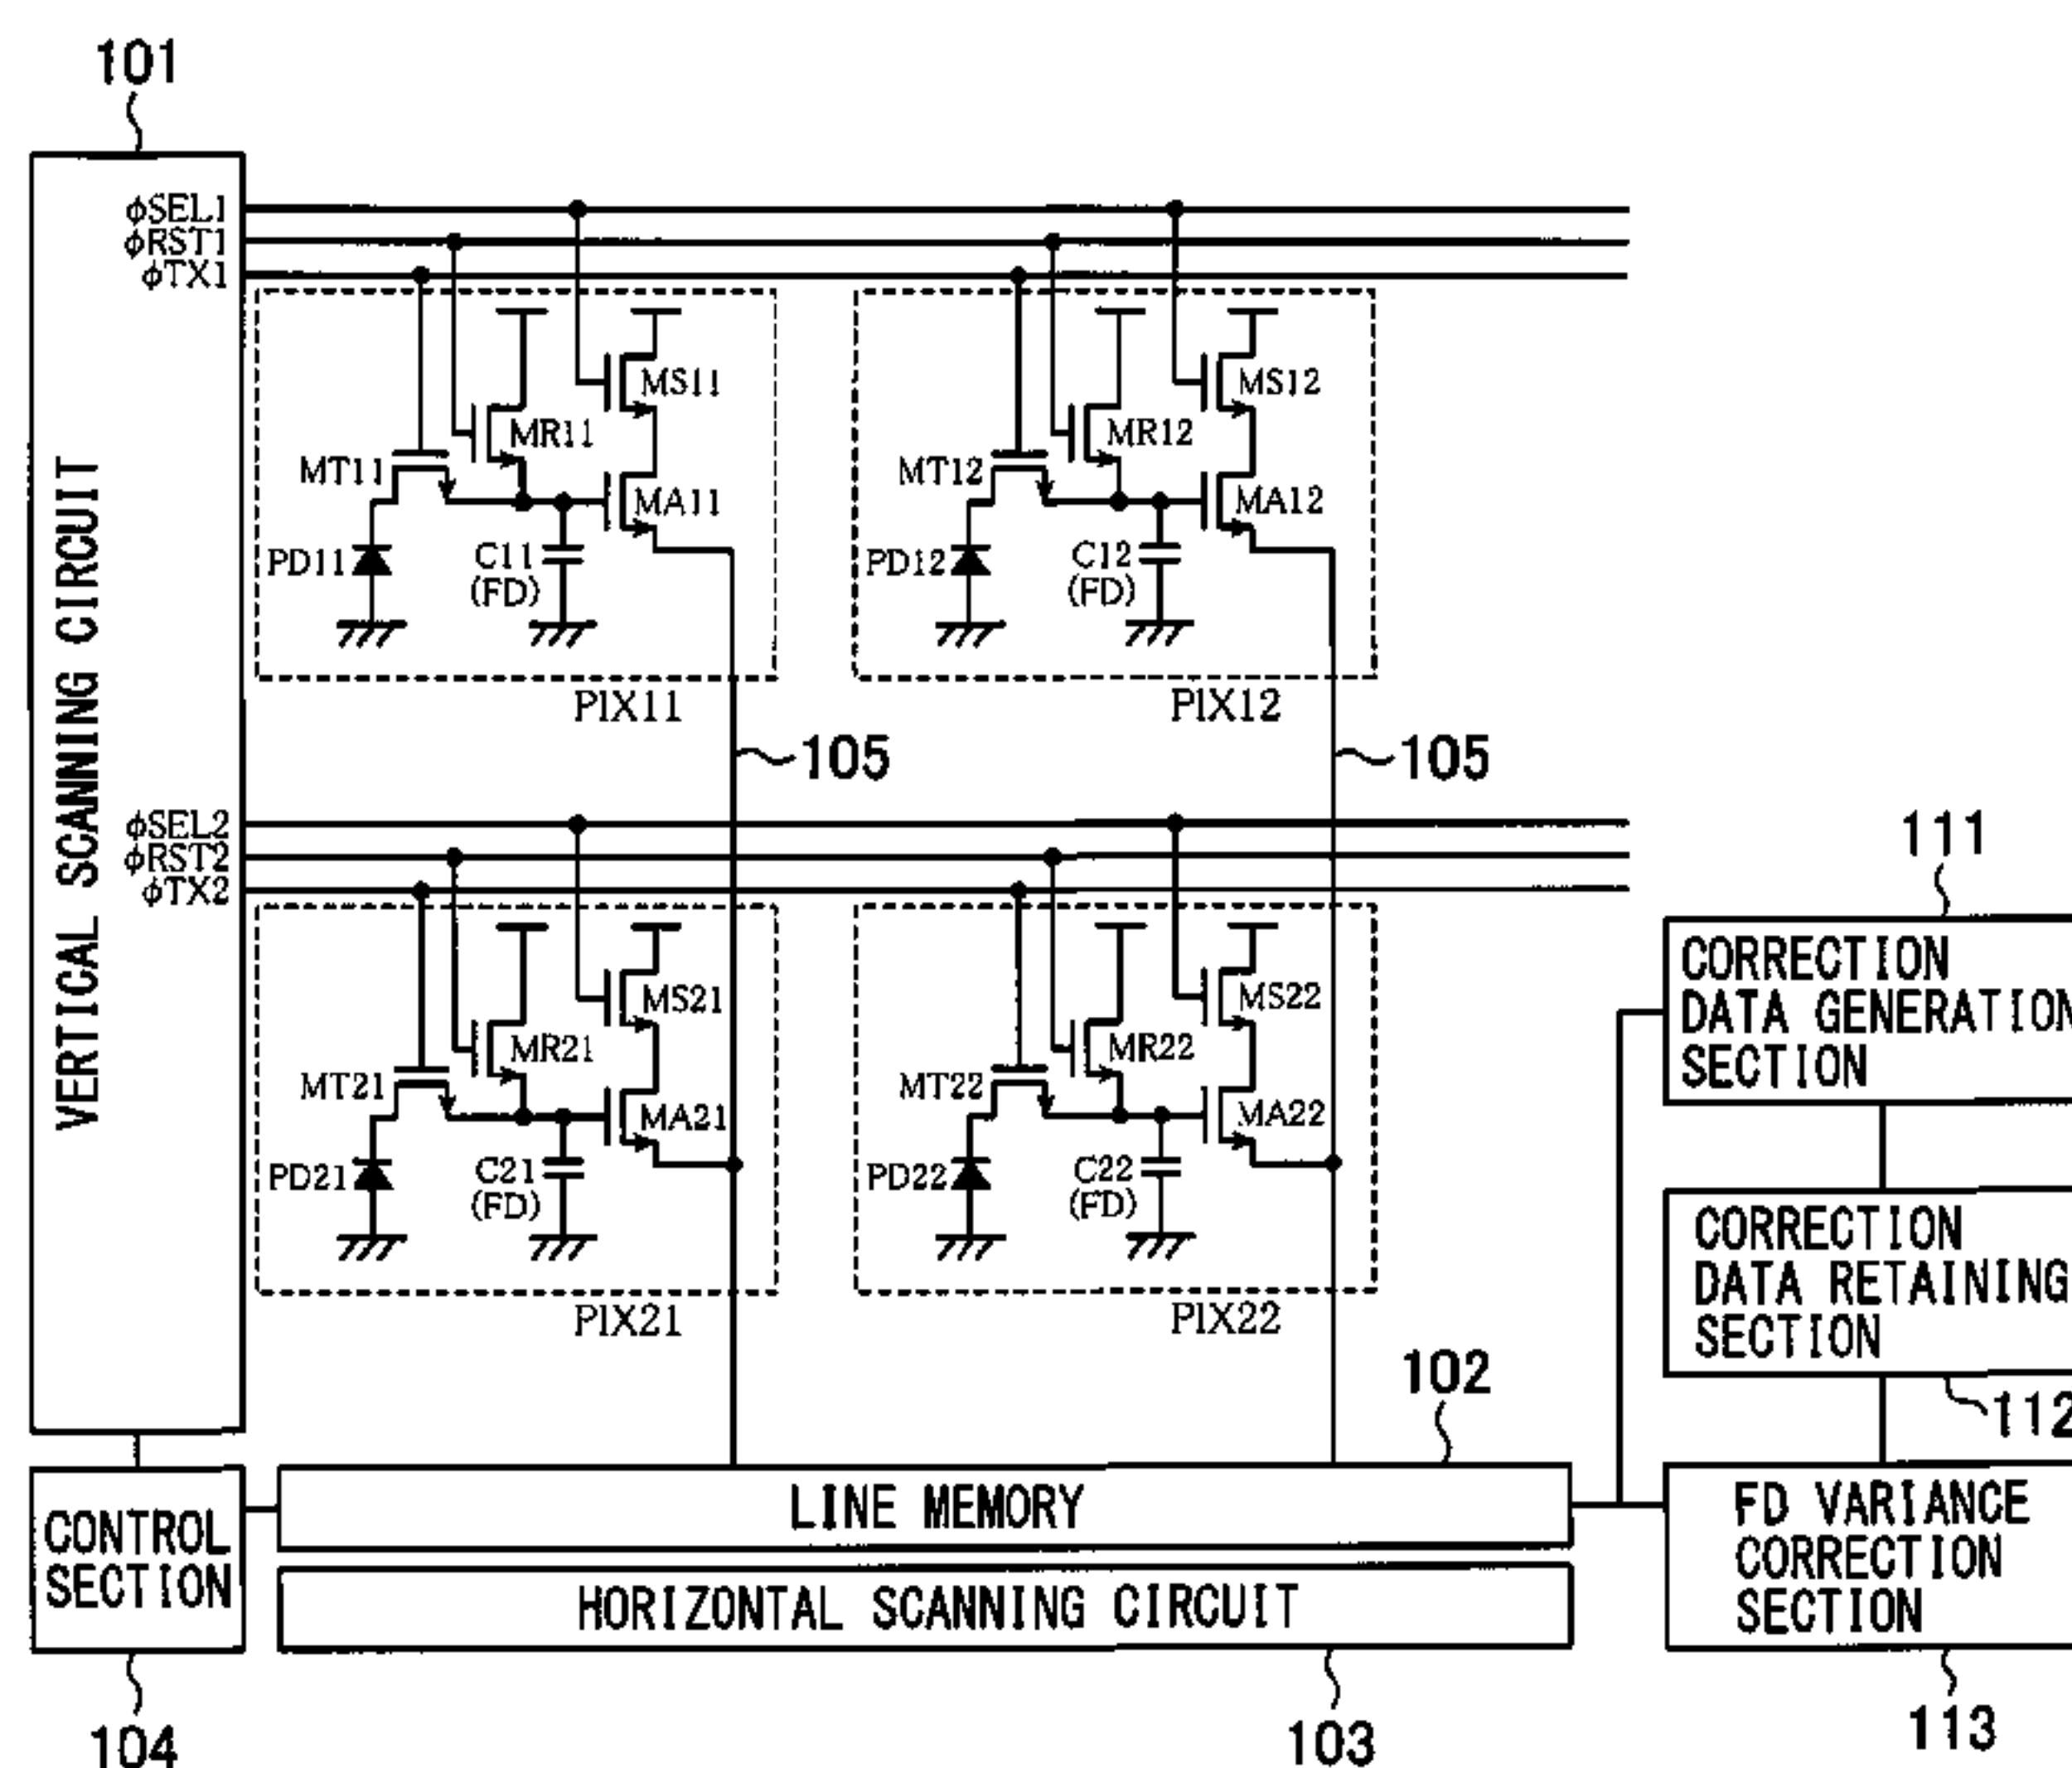 101
VERTICAL SCANNING CIRCUIT
ϕSEL1
ϕRST1
ϕTX1
MS11
MR11
MT11
MA11
PD11
C11
(FD)
PIX11
MS12
MR12
MT12
MA12
PD12
C12
(FD)
PIX12
105
105
ϕSEL2
ϕRST2
ϕTX2
MS21
MR21
MT21
MA21
PD21
C21
(FD)
PIX21
MS22
MR22
MT22
MA22
PD22
C22
(FD)
PIX22
111
CORRECTION
DATA GENERATION
SECTION
CORRECTION
DATA RETAINING
SECTION
112
102
LINE MEMORY
CONTROL
SECTION
HORIZONTAL SCANNING CIRCUIT
FD VARIANCE
CORRECTION
SECTION
104
103
113